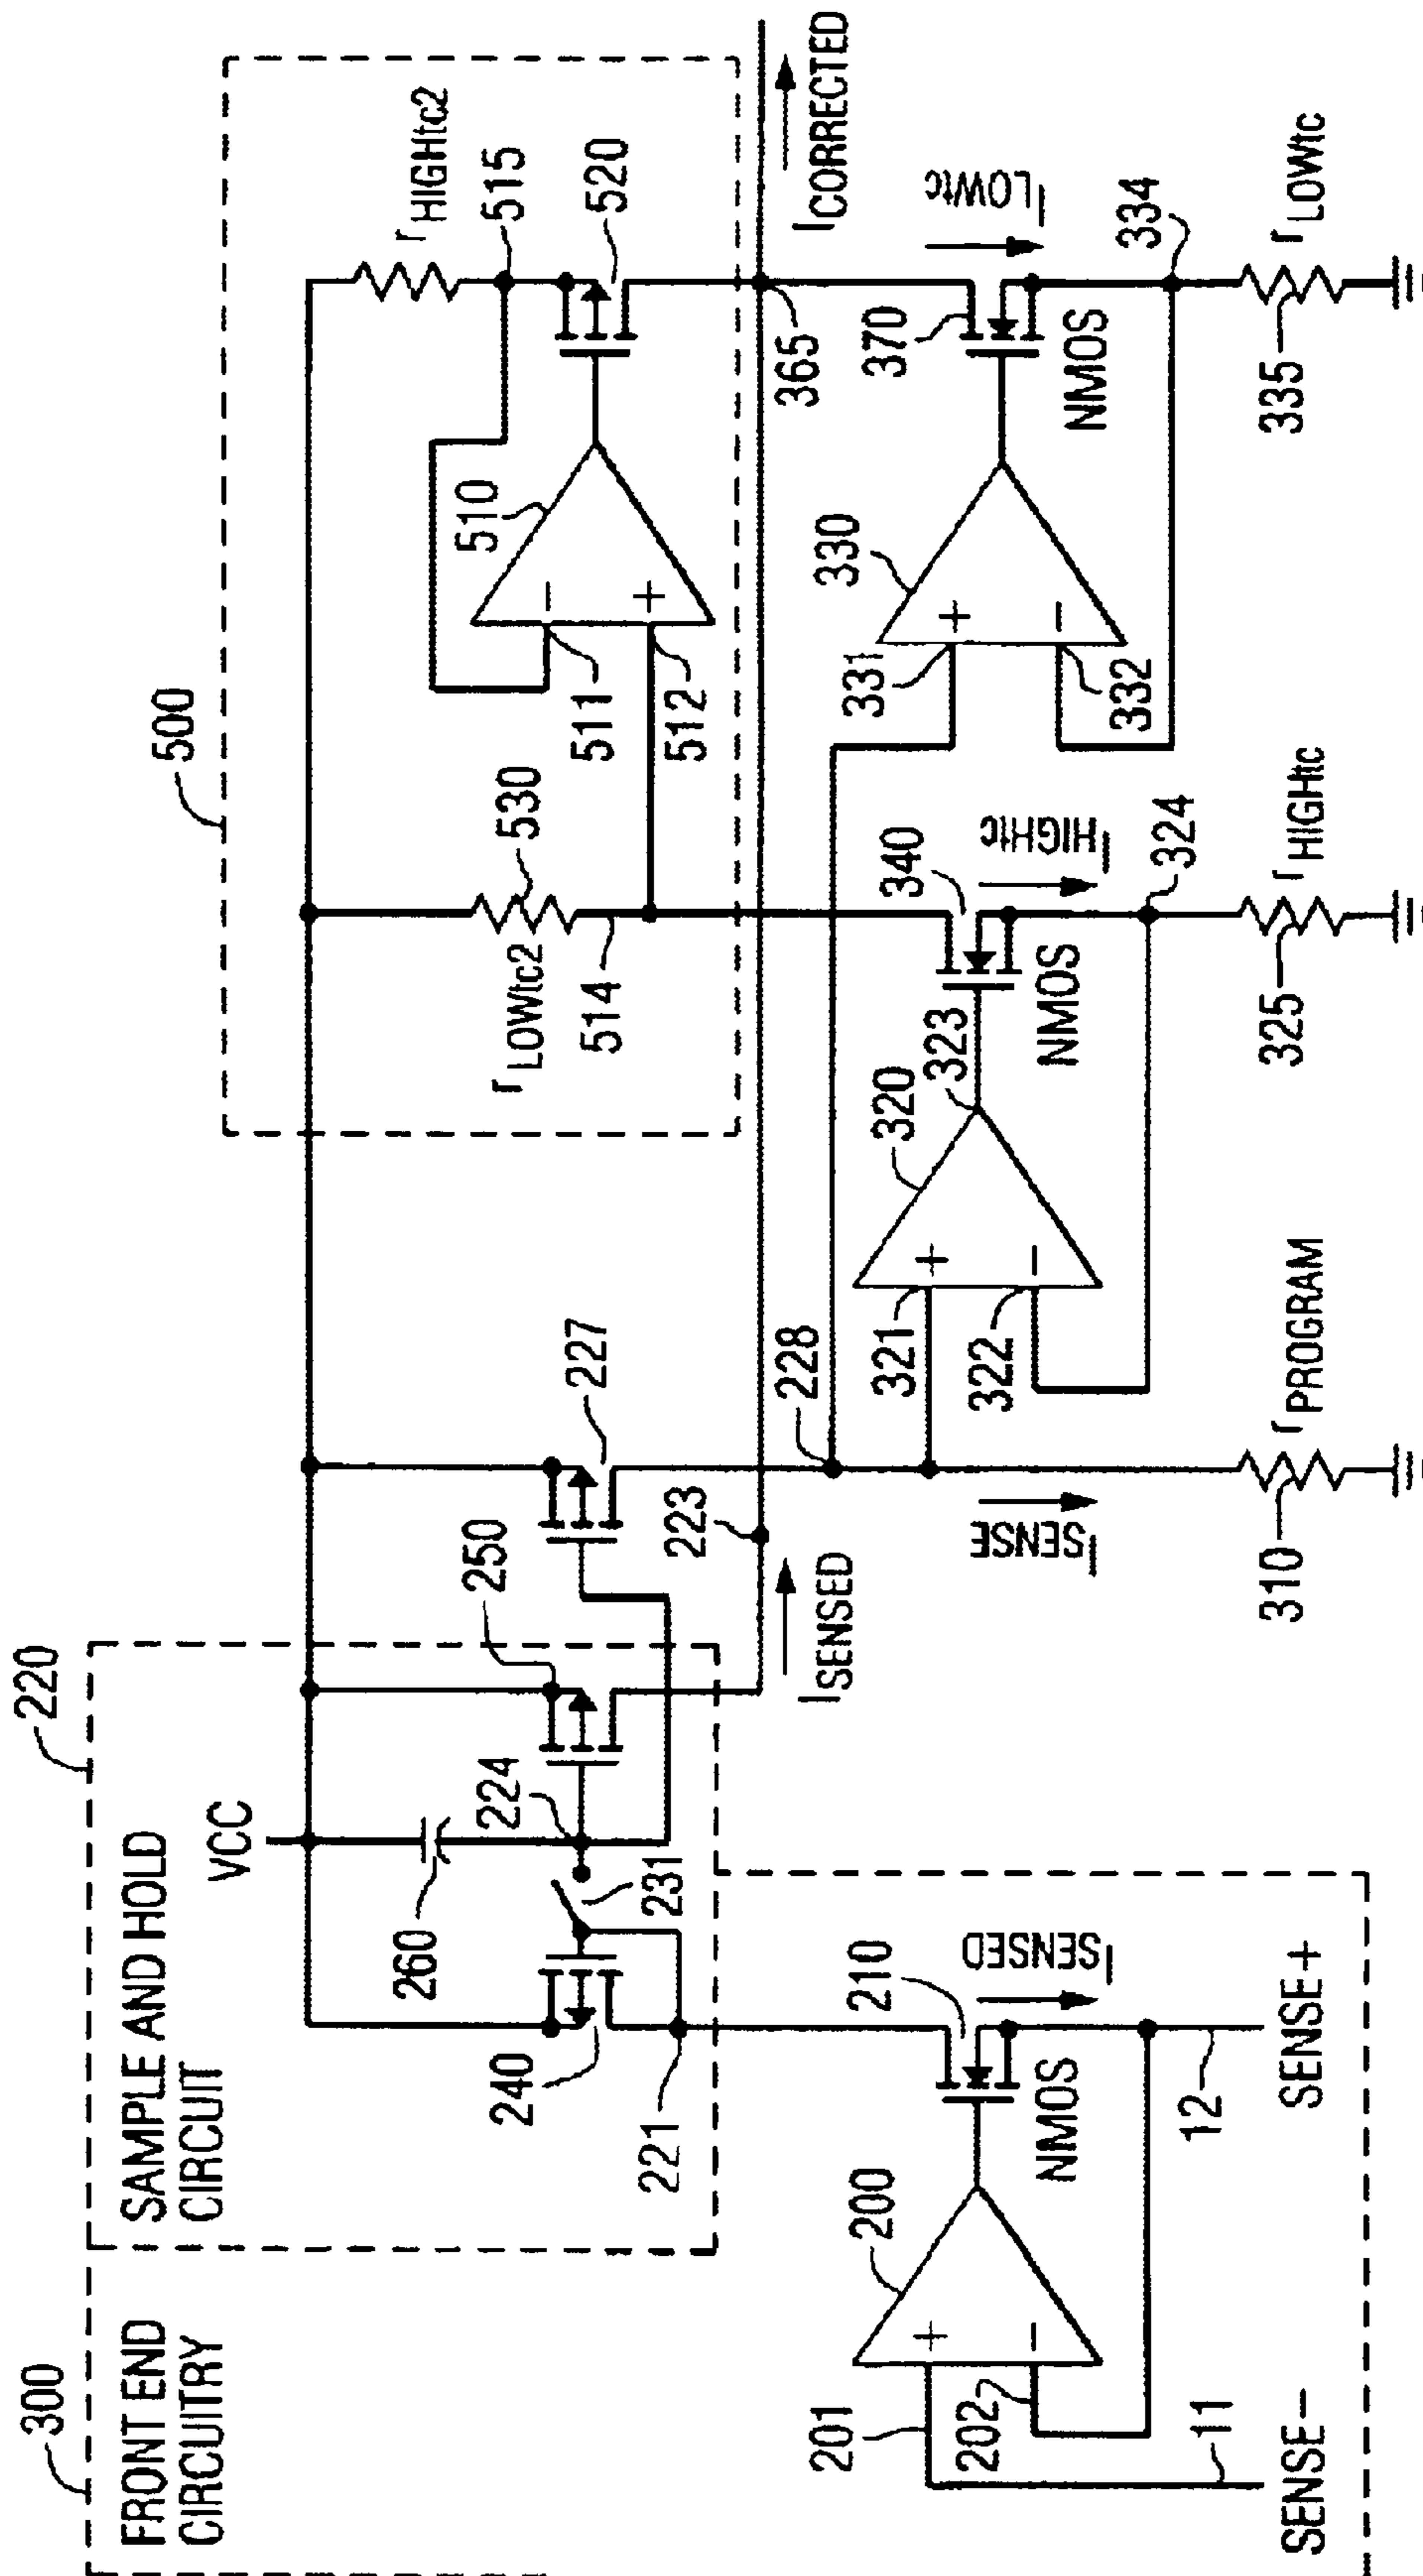 300
FRONT END
CIRCUITRY
220
SAMPLE AND HOLD
CIRCUIT
VCC
260
224
250
227
240
231
221
223
228
ISENSED
500
rLOWtc2
530
514
510
511
512
rHIGHtc2
515
520
ICORRECTED
365
201
202
+
−
200
210
NMOS
ISENSED
11
12
SENSE−
SENSE+
ISENSE
310
rPROGRAM
321
322
+
−
320
323
340
NMOS
IHIGHtc
324
325
rHIGHtc
331
332
+
−
330
370
NMOS
ILOWtc
334
335
rLOWtc
−
+